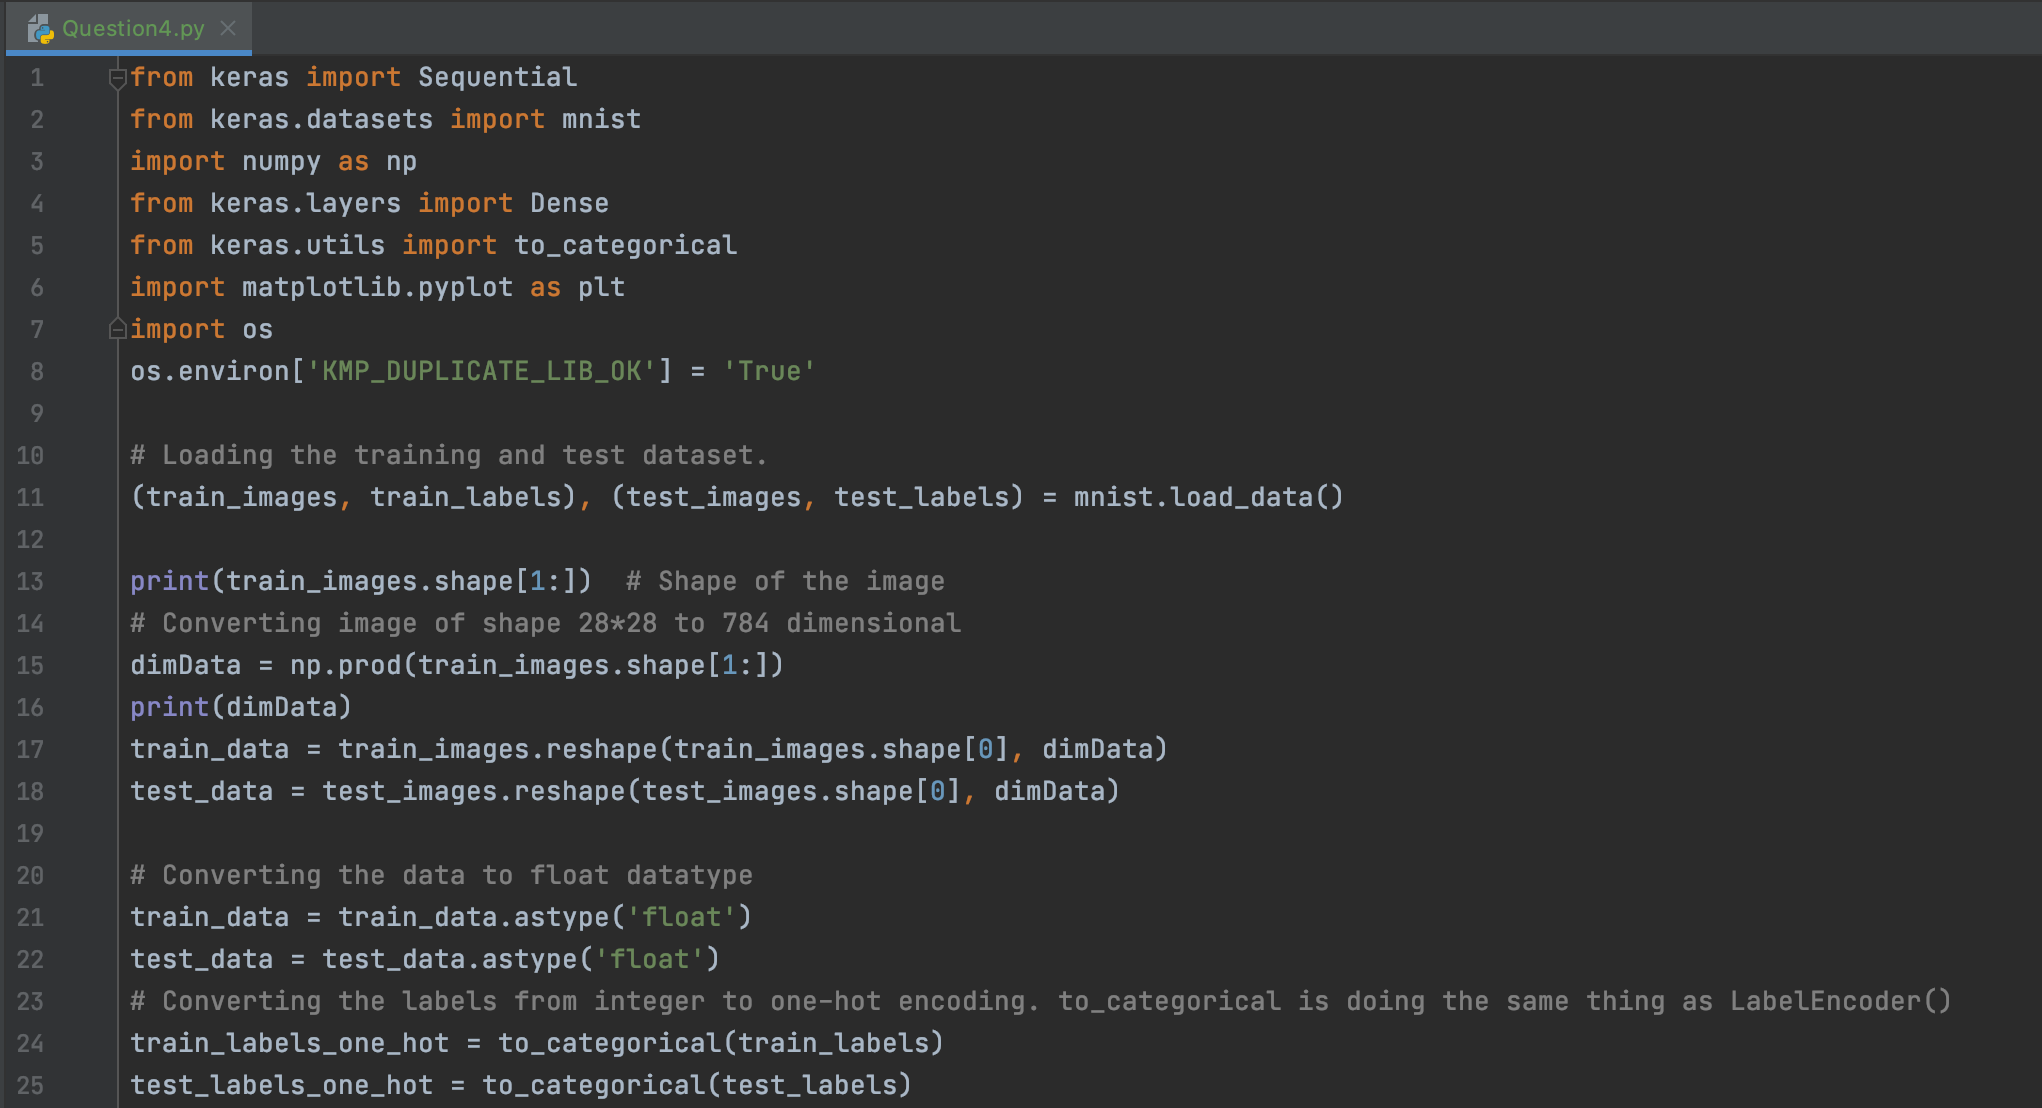 Question4.py
1 from keras import Sequential
2 from keras.datasets import mnist
3 import numpy as np
4 from keras.layers import Dense
5 from keras.utils import to_categorical
6 import matplotlib.pyplot as plt
7 import os
8 os.environ['KMP_DUPLICATE_LIB_OK'] = 'True'
9
10 # Loading the training and test dataset.
11 (train_images, train_labels), (test_images, test_labels) = mnist.load_data()
12
13 print(train_images.shape[1:])  # Shape of the image
14 # Converting image of shape 28*28 to 784 dimensional
15 dimData = np.prod(train_images.shape[1:])
16 print(dimData)
17 train_data = train_images.reshape(train_images.shape[0], dimData)
18 test_data = test_images.reshape(test_images.shape[0], dimData)
19
20 # Converting the data to float datatype
21 train_data = train_data.astype('float')
22 test_data = test_data.astype('float')
23 # Converting the labels from integer to one-hot encoding. to_categorical is doing the same thing as LabelEncoder()
24 train_labels_one_hot = to_categorical(train_labels)
25 test_labels_one_hot = to_categorical(test_labels)